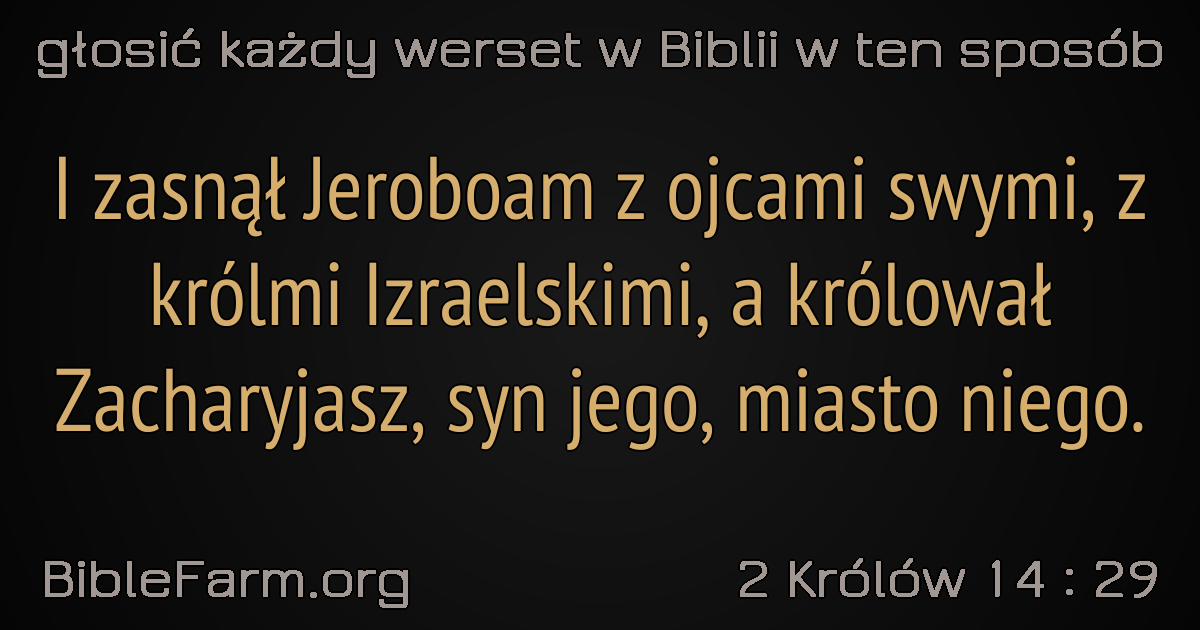 głosić każdy werset w Biblii w ten sposób
I zasnął Jeroboam z ojcami swymi, z
królmi Izraelskimi, a królował
Zacharyjasz, syn jego, miasto niego.
BibleFarm.org
2 Królów 14 : 29